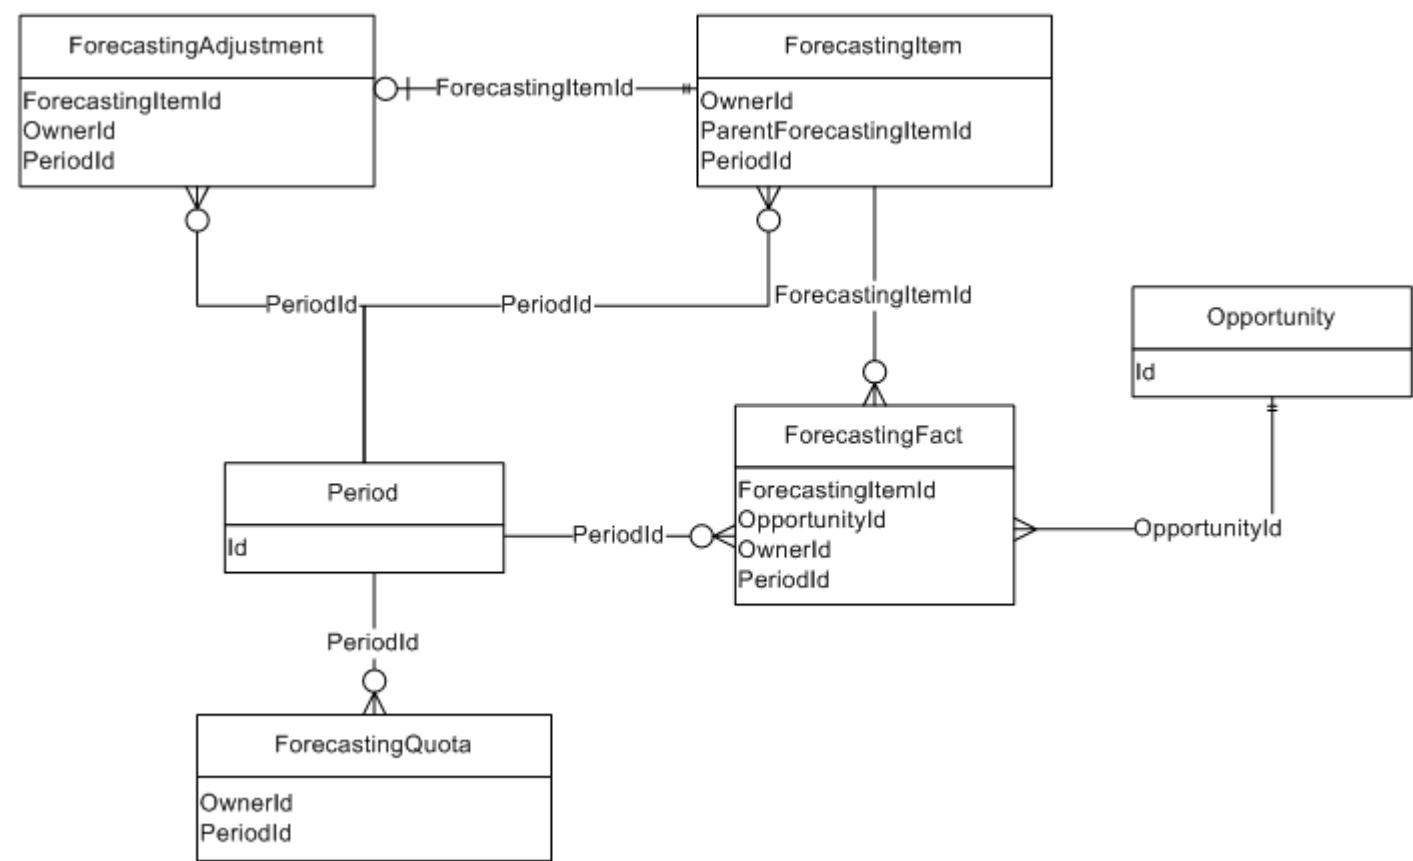 ForecastingAdjustment
ForecastingItemId
OwnerId
PeriodId
ForecastingItemId
ForecastingItem
OwnerId
ParentForecastingItemId
PeriodId
PeriodId
PeriodId
ForecastingItemId
Opportunity
Id
ForecastingFact
ForecastingItemId
OpportunityId
OwnerId
PeriodId
OpportunityId
Period
Id
PeriodId
PeriodId
ForecastingQuota
OwnerId
PeriodId